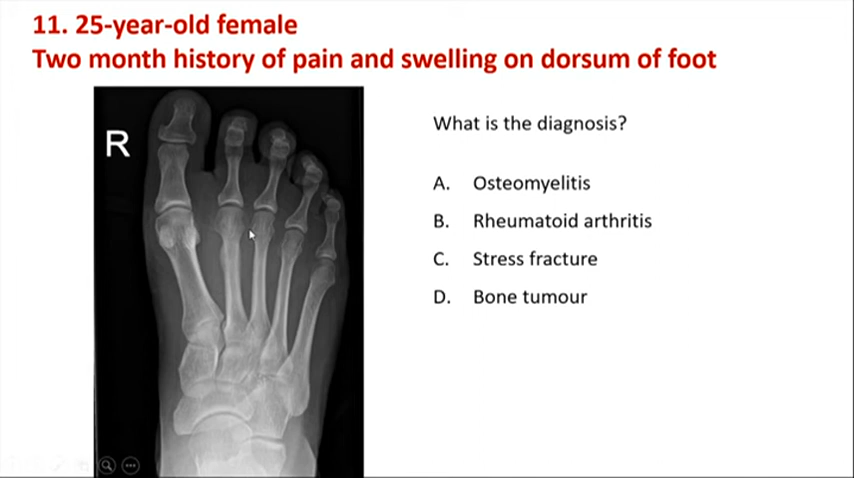 11. 25-year-old female
Two month history of pain and swelling on dorsum of foot
R
What is the diagnosis?
A. Osteomyelitis
B. Rheumatoid arthritis
C. Stress fracture
D. Bone tumour